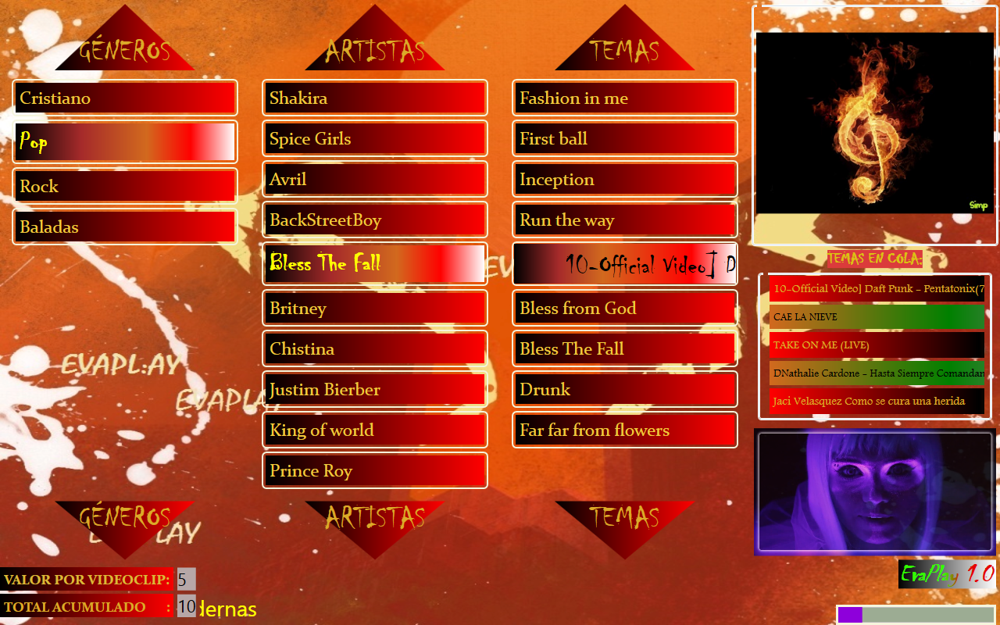 GÉNEROS
Cristiano
Pop
Rock
Baladas
GÉNEROS
ARTISTAS
Shakira
Spice Girls
Avril
BackStreetBoy
Bless The Fall
Britney
Chistina
Justim Bierber
King of world
Prince Roy
ARTISTAS
TEMAS
Fashion in me
First ball
Inception
Run the way
10-Official Video] D
Bless from God
Bless The Fall
Drunk
Far far from flowers
TEMAS
Simp
TEMAS EN COLA:
10-Official Video] Daft Punk - Pentatonix(7
CAE LA NIEVE
TAKE ON ME (LIVE)
DNathalie Cardone - Hasta Siempre Comandan
Jaci Velasquez Como se cura una herida
EvaPlay 1.0
EVAPL:AY
EVAPLAY
VALOR POR VIDEOCLIP: 5
TOTAL ACUMULADO : 10
dernas